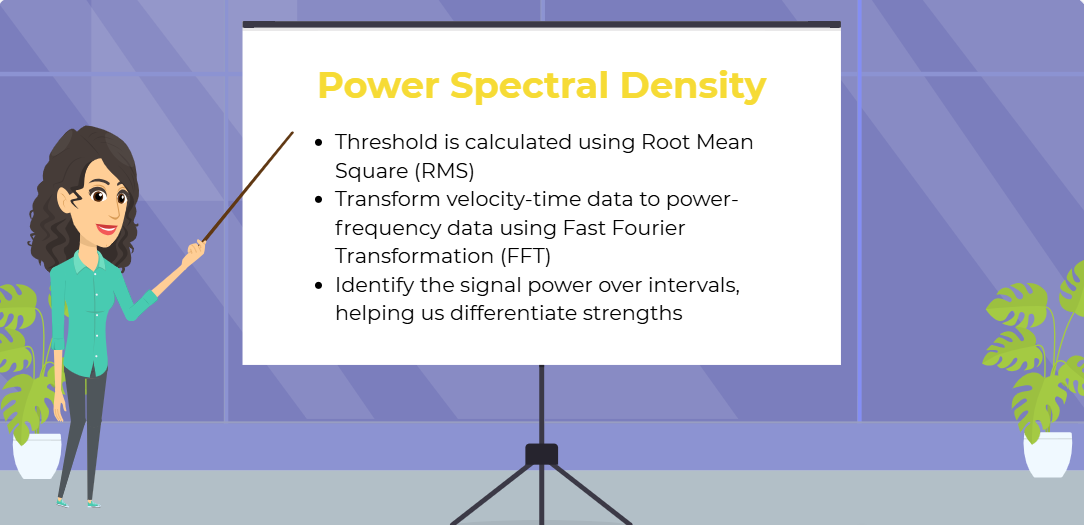 Power Spectral Density
• Threshold is calculated using Root Mean
Square (RMS)
• Transform velocity-time data to power-
frequency data using Fast Fourier
Transformation (FFT)
• Identify the signal power over intervals,
helping us differentiate strengths